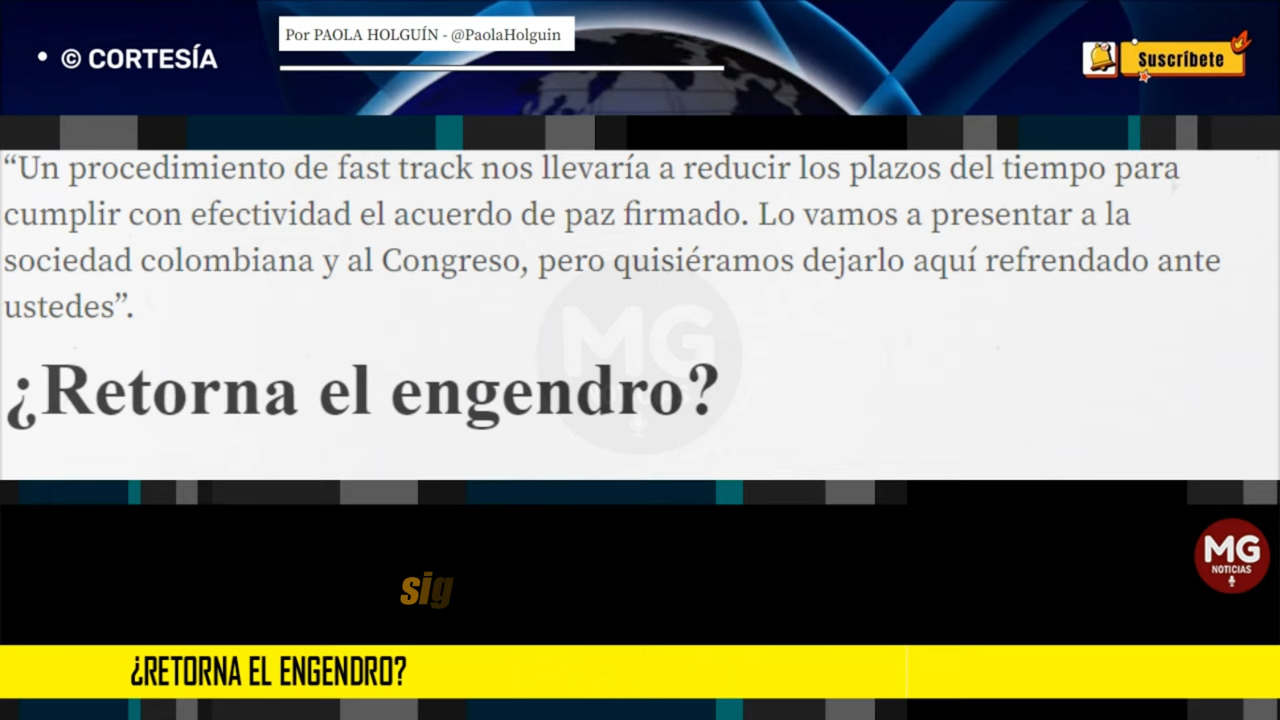 • © CORTESÍA
Por PAOLA HOLGUÍN - @PaolaHolguin
Suscríbete
“Un procedimiento de fast track nos llevaría a reducir los plazos del tiempo para
cumplir con efectividad el acuerdo de paz firmado. Lo vamos a presentar a la
sociedad colombiana y al Congreso, pero quisiéramos dejarlo aquí refrendado ante
ustedes”.
¿Retorna el engendro?
MG
MG
NOTICIAS
sig
¿RETORNA EL ENGENDRO?